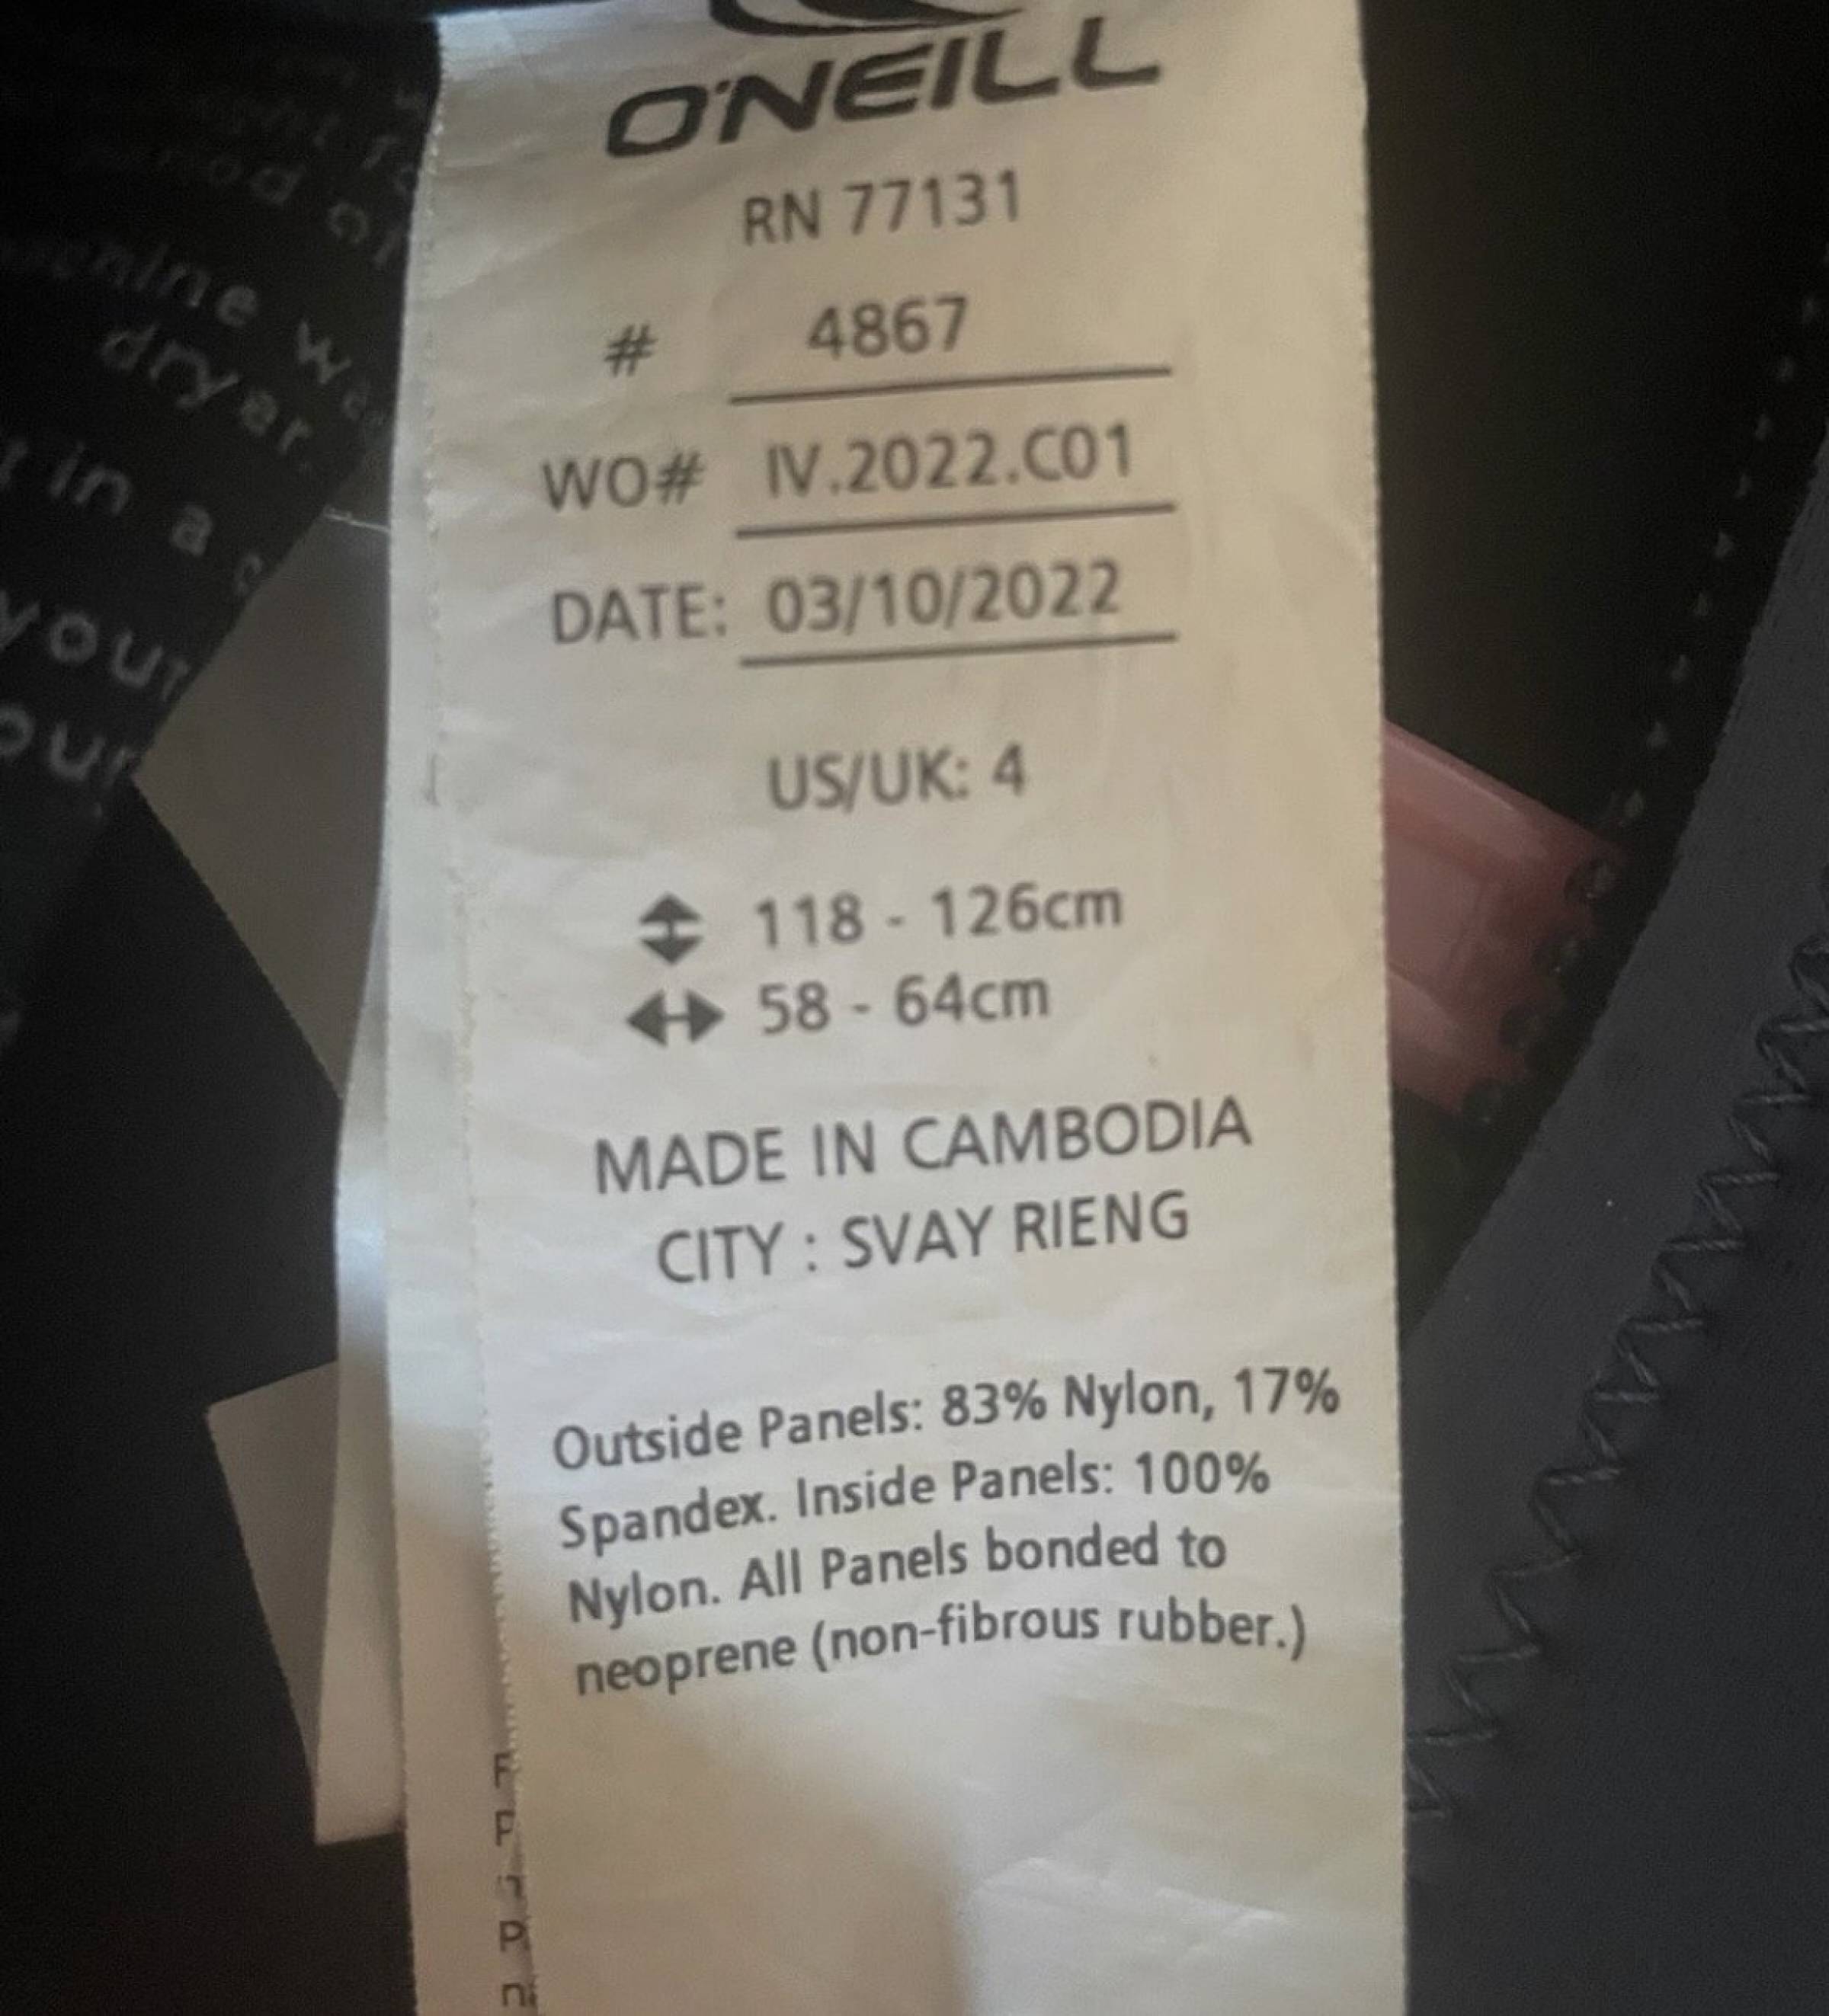 O'NEILL
RN 77131
# 4867
WO# IV.2022.C01
DATE: 03/10/2022
US/UK: 4
118 - 126cm
58 - 64cm
MADE IN CAMBODIA
CITY : SVAY RIENG
Outside Panels: 83% Nylon, 17%
Spandex. Inside Panels: 100%
Nylon. All Panels bonded to
neoprene (non-fibrous rubber.)
dryer.
in a
your